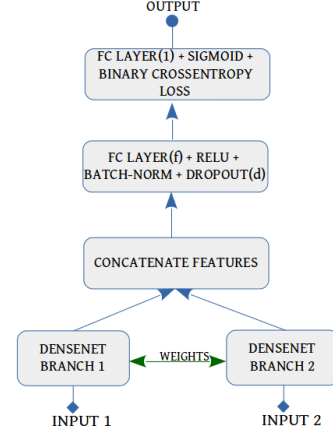 OUTPUT
FC LAYER(1) + SIGMOID +
BINARY CROSSENTROPY
LOSS
FC LAYER(f) + RELU +
BATCH-NORM + DROPOUT(d)
CONCATENATE FEATURES
DENSENET
BRANCH 1
WEIGHTS
DENSENET
BRANCH 2
INPUT 1
INPUT 2